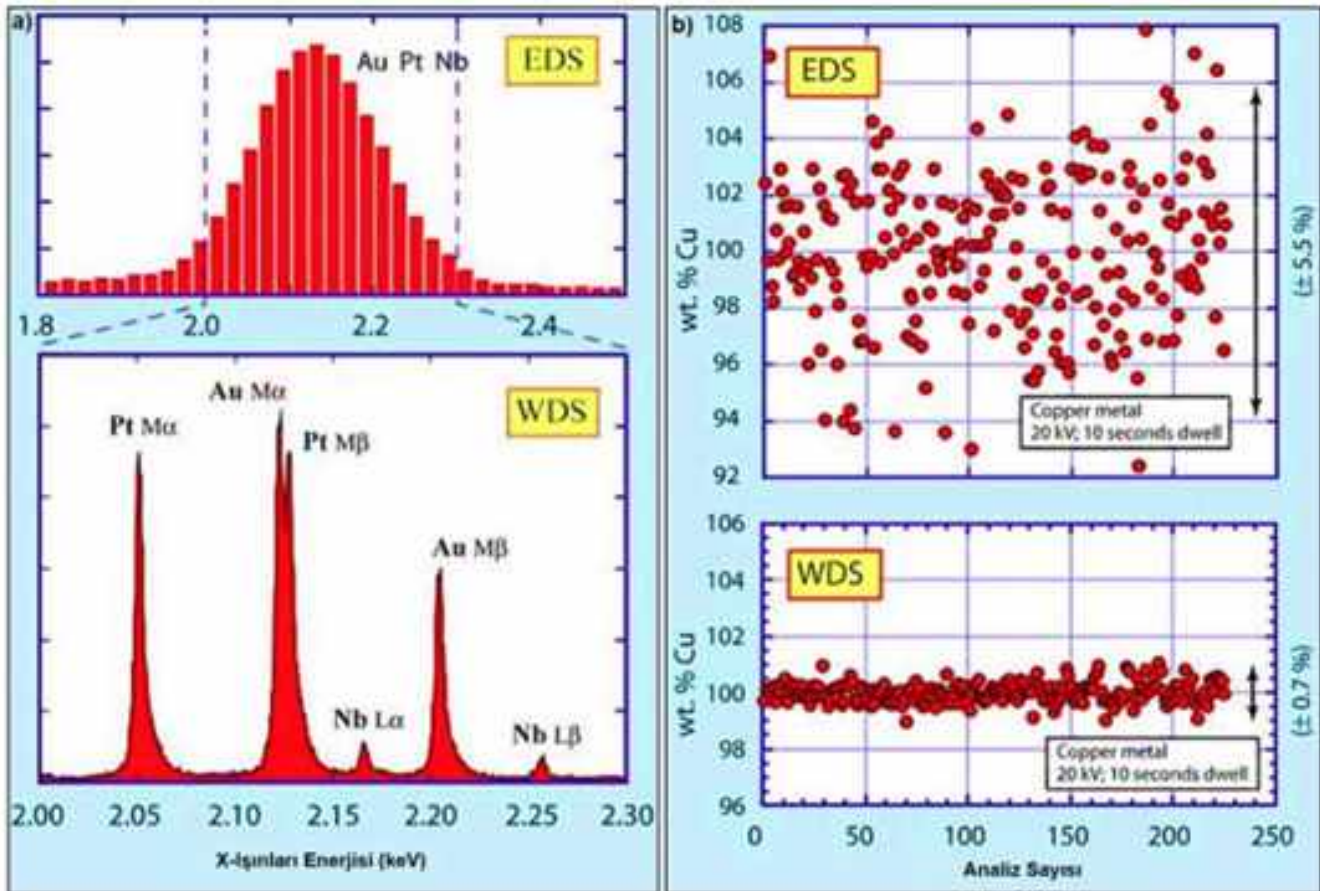 a)
EDS
Au Pt Nb
1.8 2.0 2.2 2.4
WDS
Au Mα
Pt Mα
Pt Mβ
Au Mβ
Nb Lα
Nb Lβ
2.00 2.05 2.10 2.15 2.20 2.25 2.30
X-Işınları Enerjisi (keV)
b)
EDS
108
106
104
102
100
98
96
94
92
wt. % Cu
(± 5.5 %)
Copper metal
20 kV; 10 seconds dwell
WDS
106
104
102
100
98
96
wt. % Cu
(± 0.7 %)
Copper metal
20 kV; 10 seconds dwell
0 50 100 150 200 250
Analiz Sayısı